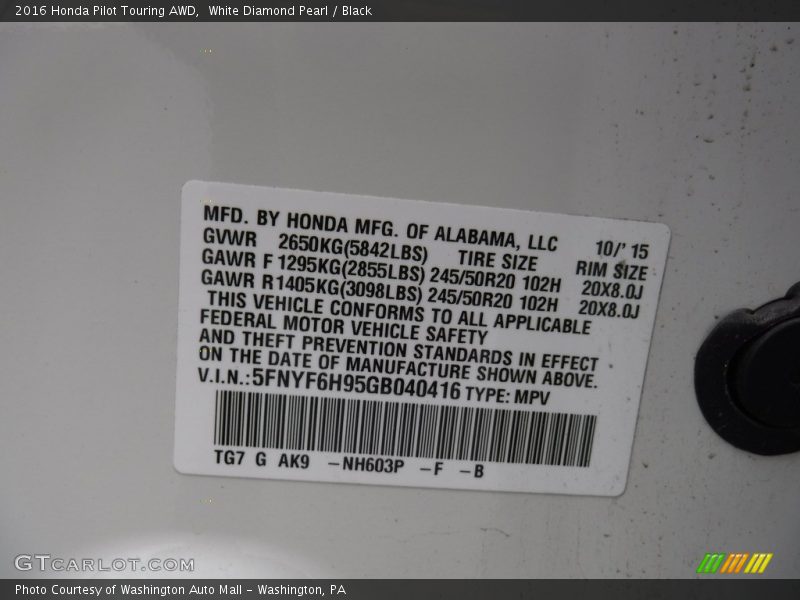 2016 Honda Pilot Touring AWD,  White Diamond Pearl / Black
MFD. BY HONDA MFG. OF ALABAMA, LLC 10/' 15
GVWR 2650KG(5842LBS) TIRE SIZE RIM SIZE
GAWR F 1295KG(2855LBS) 245/50R20 102H 20X8.0J
GAWR R 1405KG(3098LBS) 245/50R20 102H 20X8.0J
THIS VEHICLE CONFORMS TO ALL APPLICABLE
FEDERAL MOTOR VEHICLE SAFETY
AND THEFT PREVENTION STANDARDS IN EFFECT
ON THE DATE OF MANUFACTURE SHOWN ABOVE.
V.I.N.:5FNYF6H95GB040416 TYPE: MPV
TG7 G AK9 -NH603P -F -B
GTCARLOT.COM
Photo Courtesy of Washington Auto Mall - Washington, PA